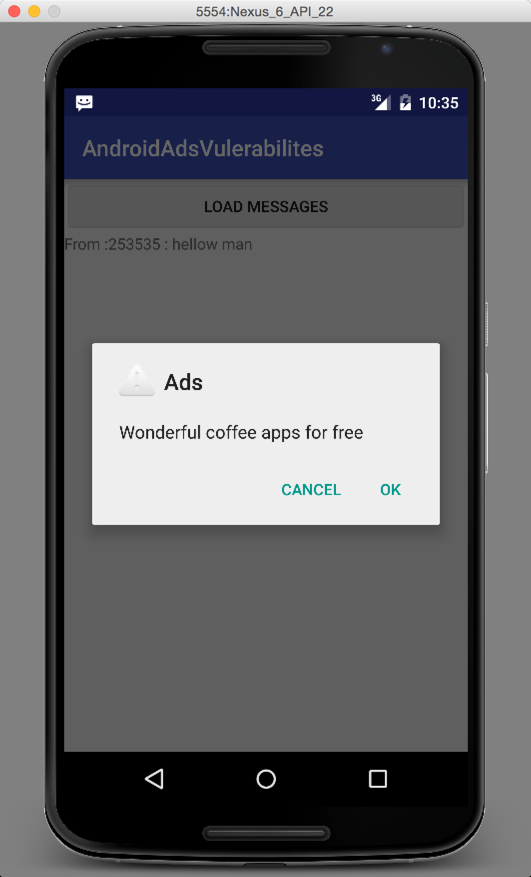 5554:Nexus_6_API_22
3G 10:35
AndroidAdsVulerabilites
LOAD MESSAGES
From :253535 : hellow man
Ads
Wonderful coffee apps for free
CANCEL OK